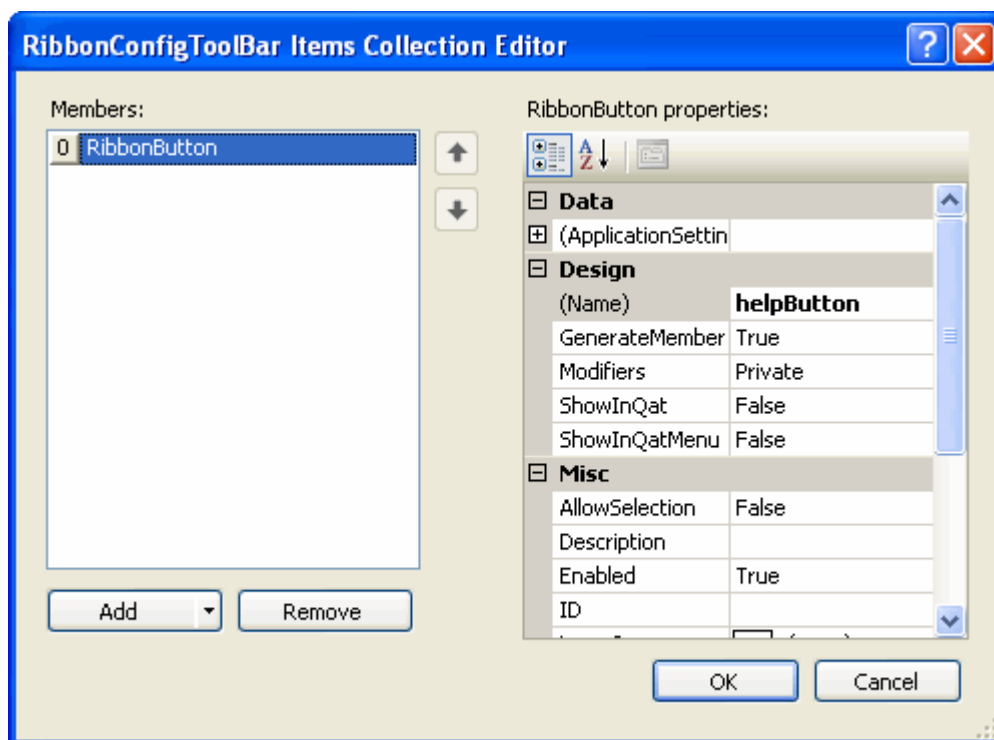 RibbonConfigToolBar Items Collection Editor
Members:
0 RibbonButton
Add
Remove
RibbonButton properties:
Data
(ApplicationSettin
Design
(Name) helpButton
GenerateMember True
Modifiers Private
ShowInQat False
ShowInQatMenu False
Misc
AllowSelection False
Description
Enabled True
ID
OK
Cancel